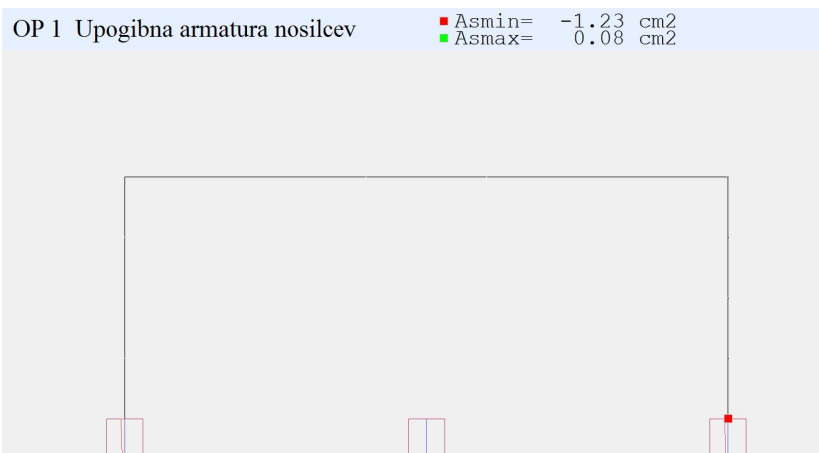 OP 1 Upogibna armatura nosilcev
Asmin= -1.23 cm2
Asmax= 0.08 cm2